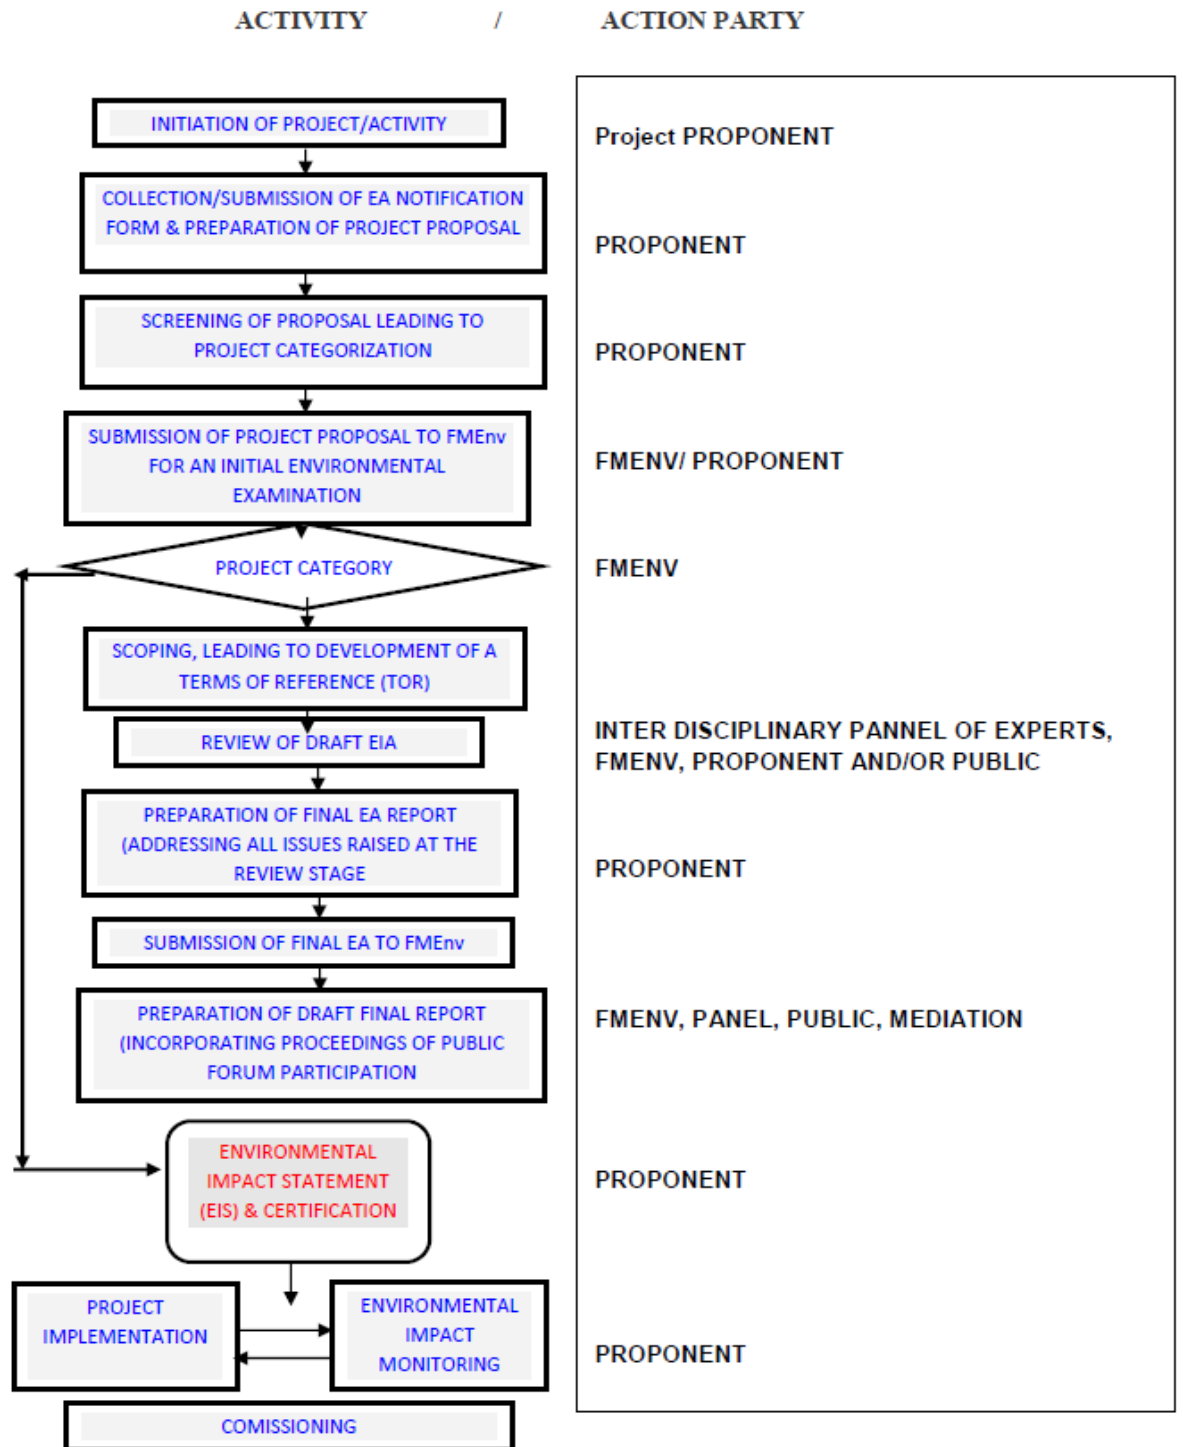 ACTIVITY / ACTION PARTY
INITIATION OF PROJECT/ACTIVITY
Project PROPONENT
COLLECTION/SUBMISSION OF EA NOTIFICATION
FORM & PREPARATION OF PROJECT PROPOSAL
PROPONENT
SCREENING OF PROPOSAL LEADING TO
PROJECT CATEGORIZATION
PROPONENT
SUBMISSION OF PROJECT PROPOSAL TO FMEnv
FOR AN INITIAL ENVIRONMENTAL
EXAMINATION
FMENV/ PROPONENT
PROJECT CATEGORY
FMENV
SCOPING, LEADING TO DEVELOPMENT OF A
TERMS OF REFERENCE (TOR)
REVIEW OF DRAFT EIA
INTER DISCIPLINARY PANNEL OF EXPERTS,
FMENV, PROPONENT AND/OR PUBLIC
PREPARATION OF FINAL EA REPORT
(ADDRESSING ALL ISSUES RAISED AT THE
REVIEW STAGE
PROPONENT
SUBMISSION OF FINAL EA TO FMEnv
PREPARATION OF DRAFT FINAL REPORT
(INCORPORATING PROCEEDINGS OF PUBLIC
FORUM PARTICIPATION
FMENV, PANEL, PUBLIC, MEDIATION
ENVIRONMENTAL
IMPACT STATEMENT
(EIS) & CERTIFICATION
PROPONENT
PROJECT
IMPLEMENTATION
ENVIRONMENTAL
IMPACT
MONITORING
PROPONENT
COMISSIONING